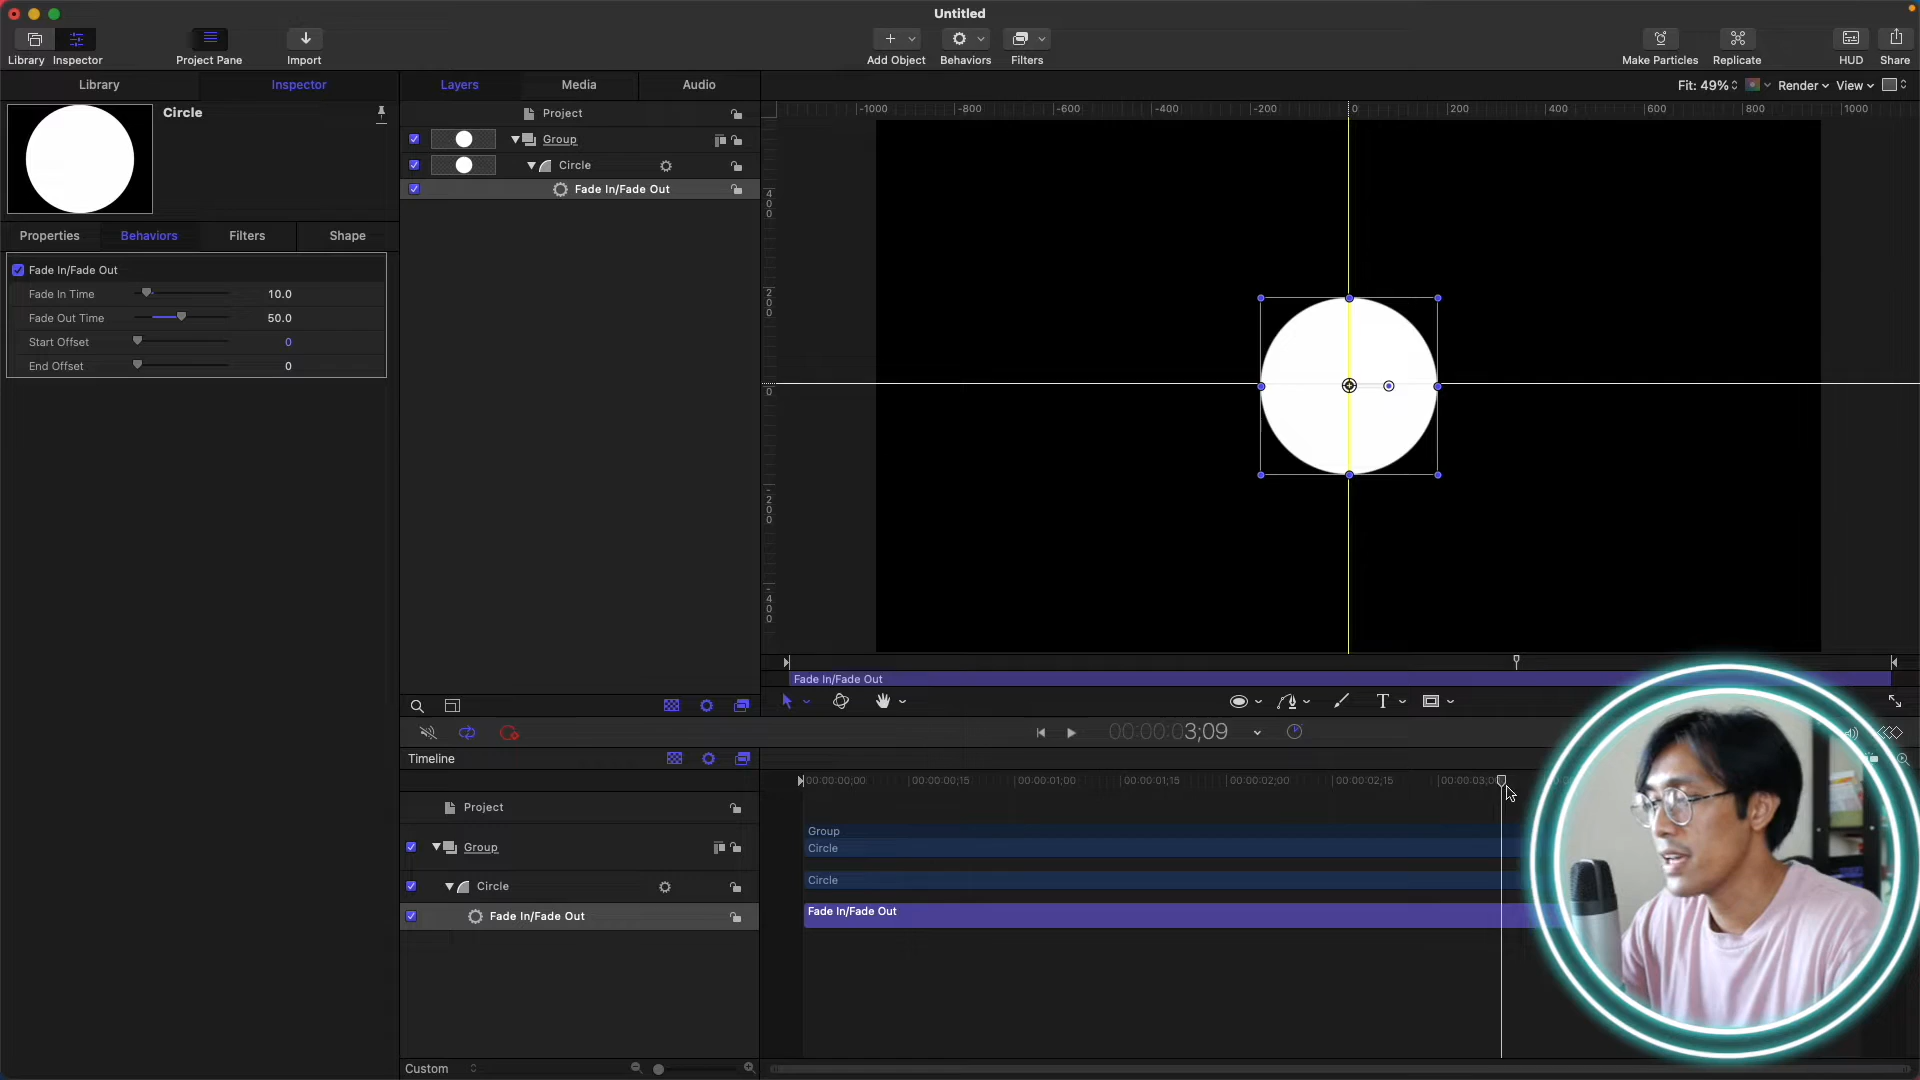 Untitled
Library
Inspector
Project Pane
Import
Add Object
Behaviors
Filters
Make Particles
Replicate
HUD
Share
Library
Inspector
Layers
Media
Audio
Fit: 49%
Render
View
Circle
Project
Group
Circle
Fade In/Fade Out
-1000
-800
-600
-400
-200
0
200
400
600
800
1000
400
200
0
-200
-400
Properties
Behaviors
Filters
Shape
Fade In/Fade Out
Fade In Time
10.0
Fade Out Time
50.0
Start Offset
0
End Offset
0
Fade In/Fade Out
T
00:00:03;09
Timeline
00:00:00;00
00:00:00;15
00:00:01;00
00:00:01;15
00:00:02;00
00:00:02;15
Project
Group
Circle
Fade In/Fade Out
Group
Circle
Circle
Fade In/Fade Out
Custom